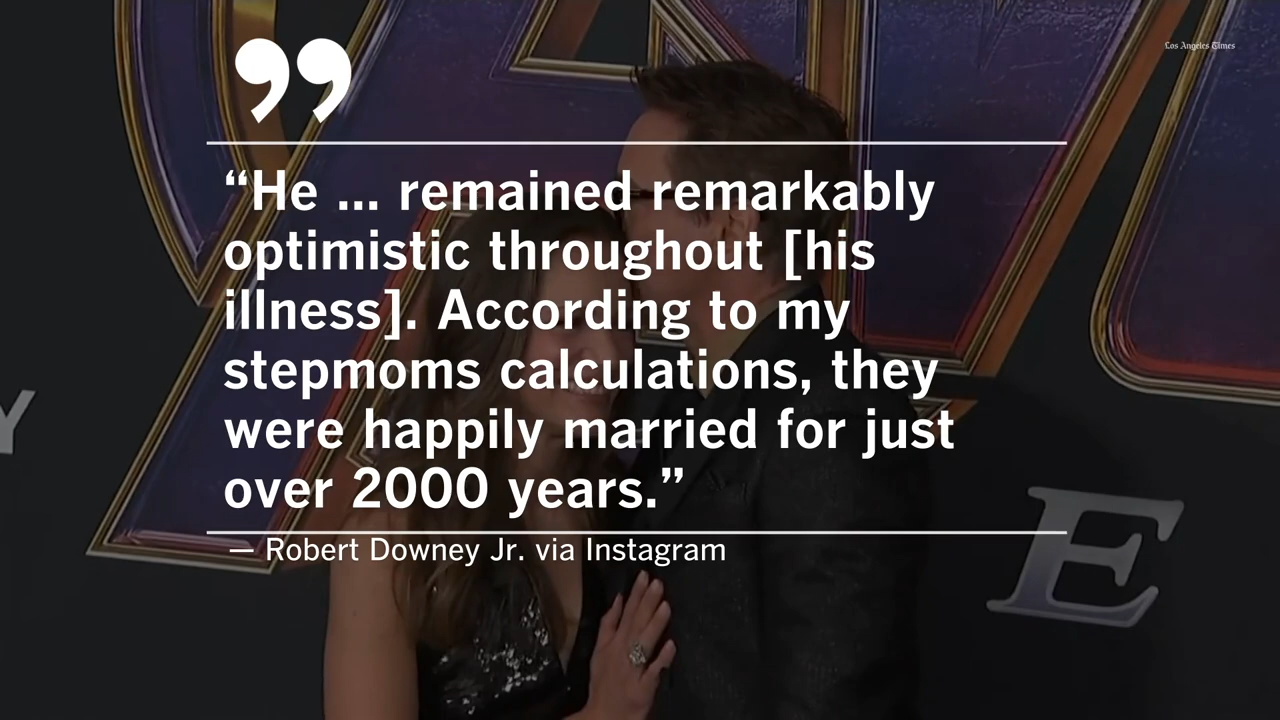 Los Angeles Times
”
“He ... remained remarkably
optimistic throughout [his
illness]. According to my
stepmoms calculations, they
were happily married for just
over 2000 years.”
— Robert Downey Jr. via Instagram
Y
E